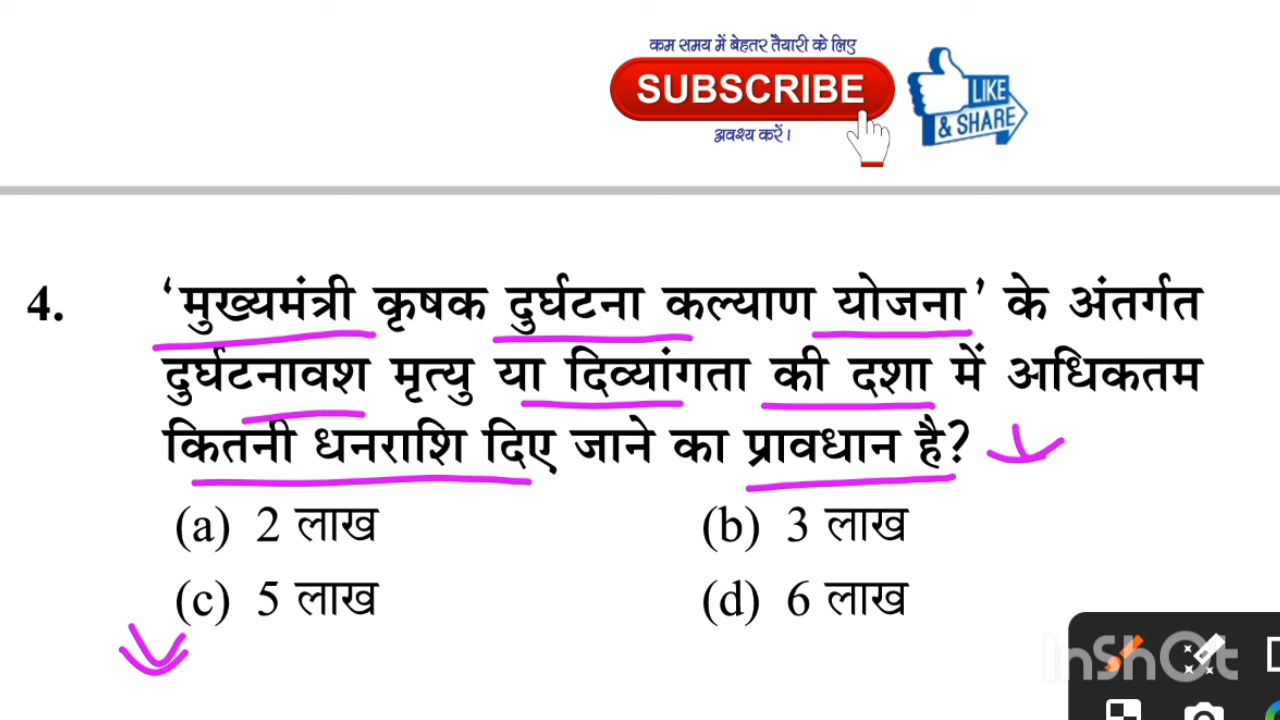 कम समय में बेहतर तैयारी के लिए
SUBSCRIBE
अवश्य करें।
LIKE
& SHARE
4. ‘मुख्यमंत्री कृषक दुर्घटना कल्याण योजना’ के अंतर्गत
दुर्घटनावश मृत्यु या दिव्यांगता की दशा में अधिकतम
कितनी धनराशि दिए जाने का प्रावधान है?
(a) 2 लाख (b) 3 लाख
(c) 5 लाख (d) 6 लाख
InShOt